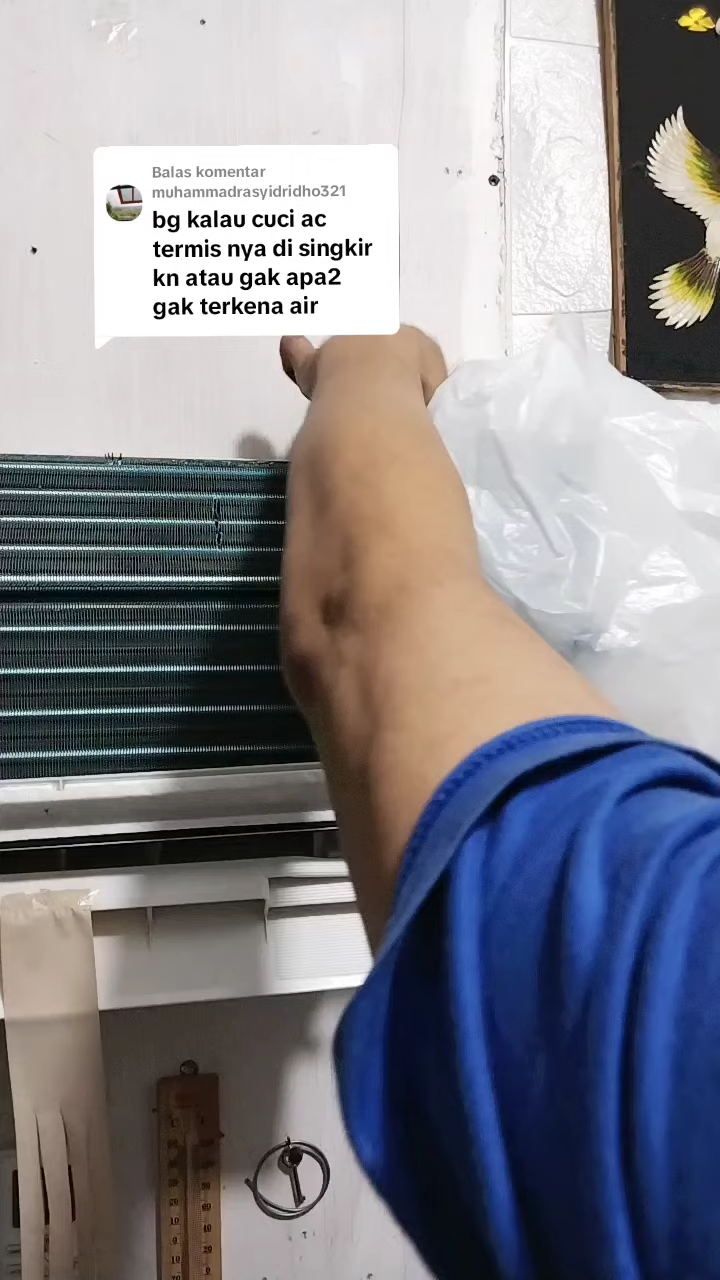 Balas komentar
muhammadrasyidridho321
bg kalau cuci ac
termis nya di singkir
kn atau gak apa2
gak terkena air